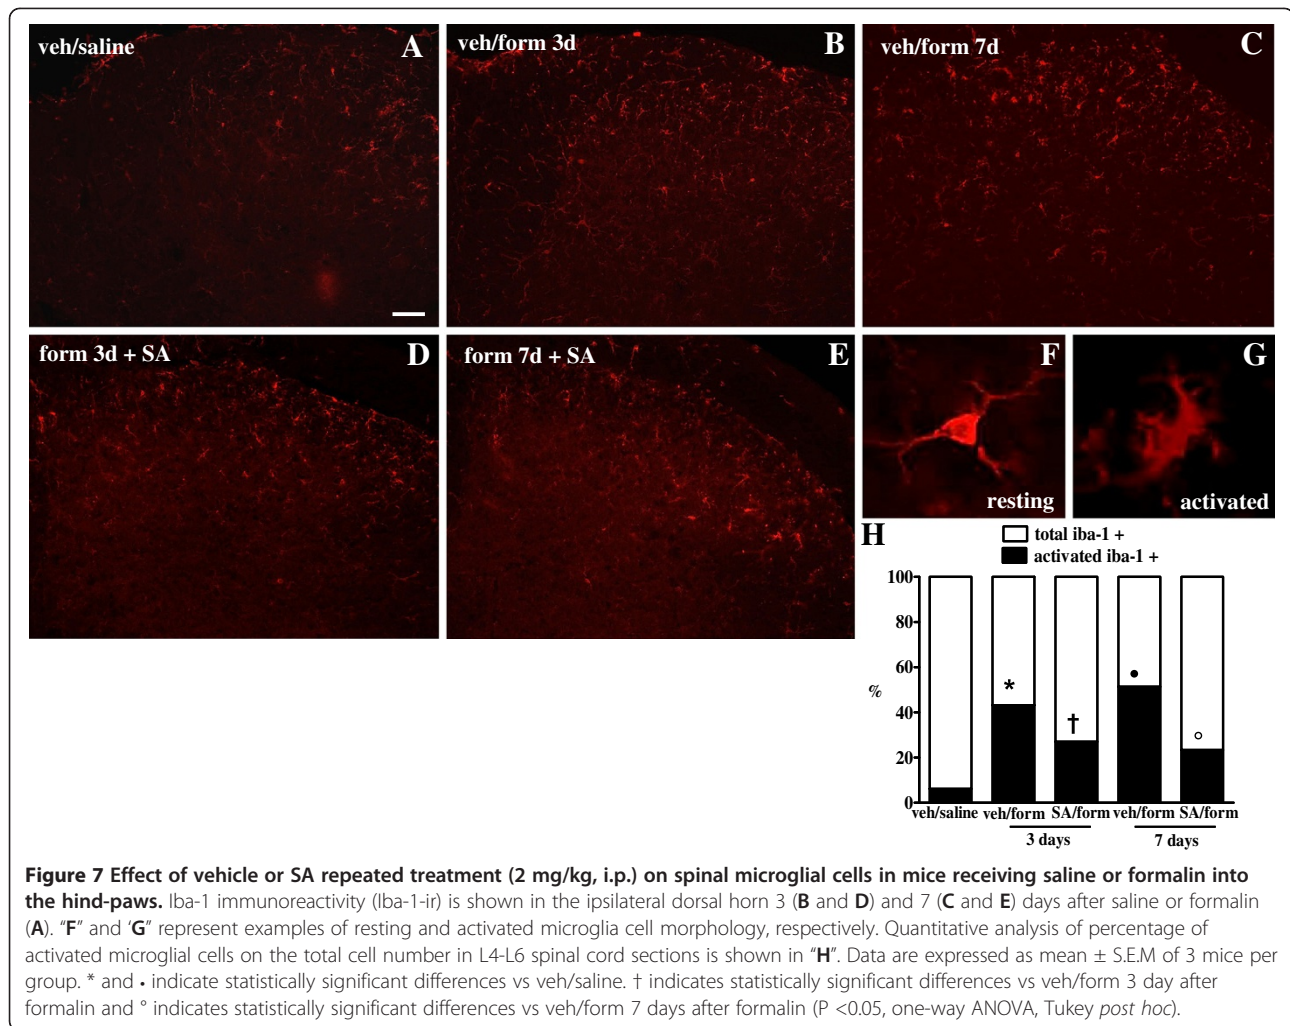 veh/saline
A
veh/form 3d
B
veh/form 7d
C
form 3d + SA
D
form 7d + SA
E
F
resting
G
activated
H
total iba-1 +
activated iba-1 +
100
80
60
40
20
0
%
*
†
•
°
veh/saline
veh/form SA/form
veh/form SA/form
3 days
7 days
Figure 7 Effect of vehicle or SA repeated treatment (2 mg/kg, i.p.) on spinal microglial cells in mice receiving saline or formalin into
the hind-paws. Iba-1 immunoreactivity (Iba-1-ir) is shown in the ipsilateral dorsal horn 3 (B and D) and 7 (C and E) days after saline or formalin
(A). "F" and 'G" represent examples of resting and activated microglia cell morphology, respectively. Quantitative analysis of percentage of
activated microglial cells on the total cell number in L4-L6 spinal cord sections is shown in "H". Data are expressed as mean ± S.E.M of 3 mice per
group. * and • indicate statistically significant differences vs veh/saline. † indicates statistically significant differences vs veh/form 3 day after
formalin and ° indicates statistically significant differences vs veh/form 7 days after formalin (P <0.05, one-way ANOVA, Tukey post hoc).